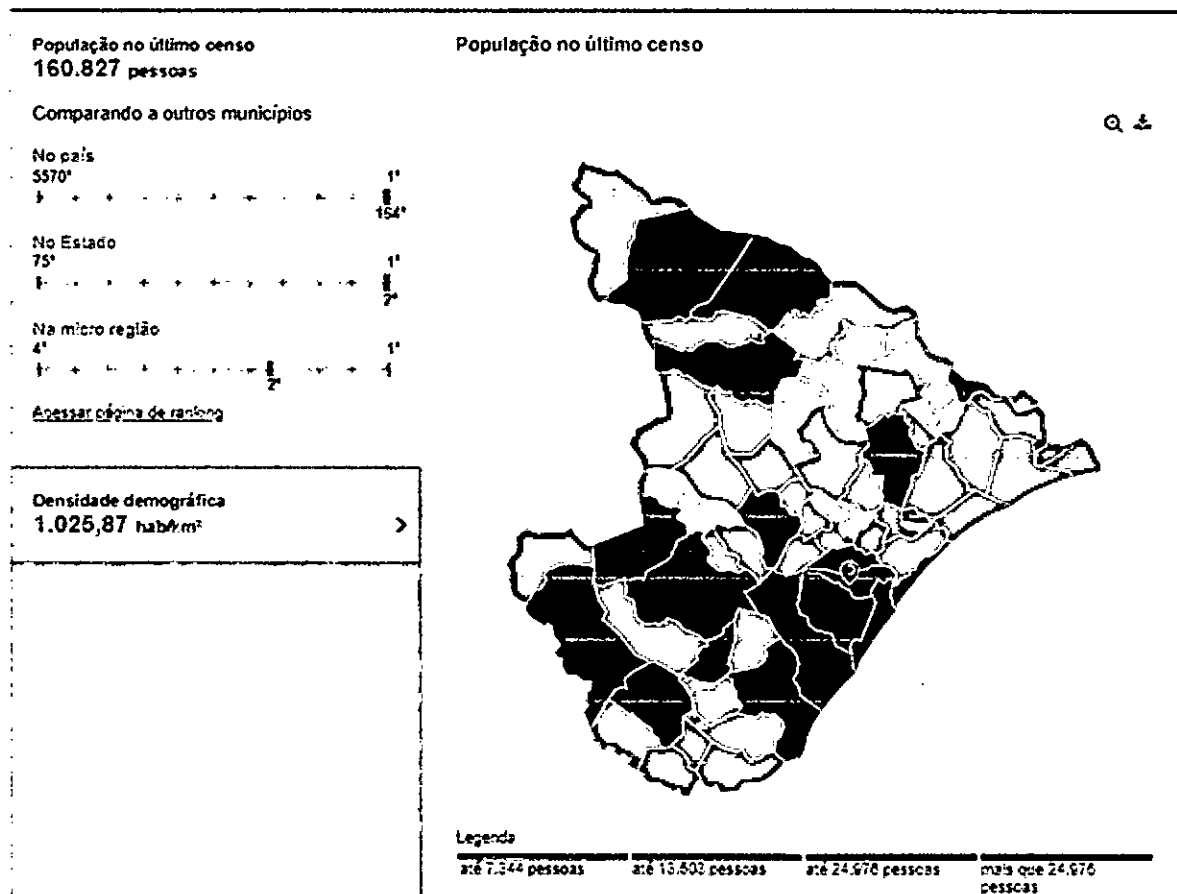 População no último censo
160.827 pessoas
Comparando a outros municípios
No país
5570° 1°
154°
No Estado
75° 1°
2°
Na micro região
4° 1°
2°
Acessar página de ranking
Densidade demográfica
1.025,87 hab/km²
População no último censo
Legenda
até 7.344 pessoas
até 13.503 pessoas
até 24.976 pessoas
mais que 24.976
pessoas